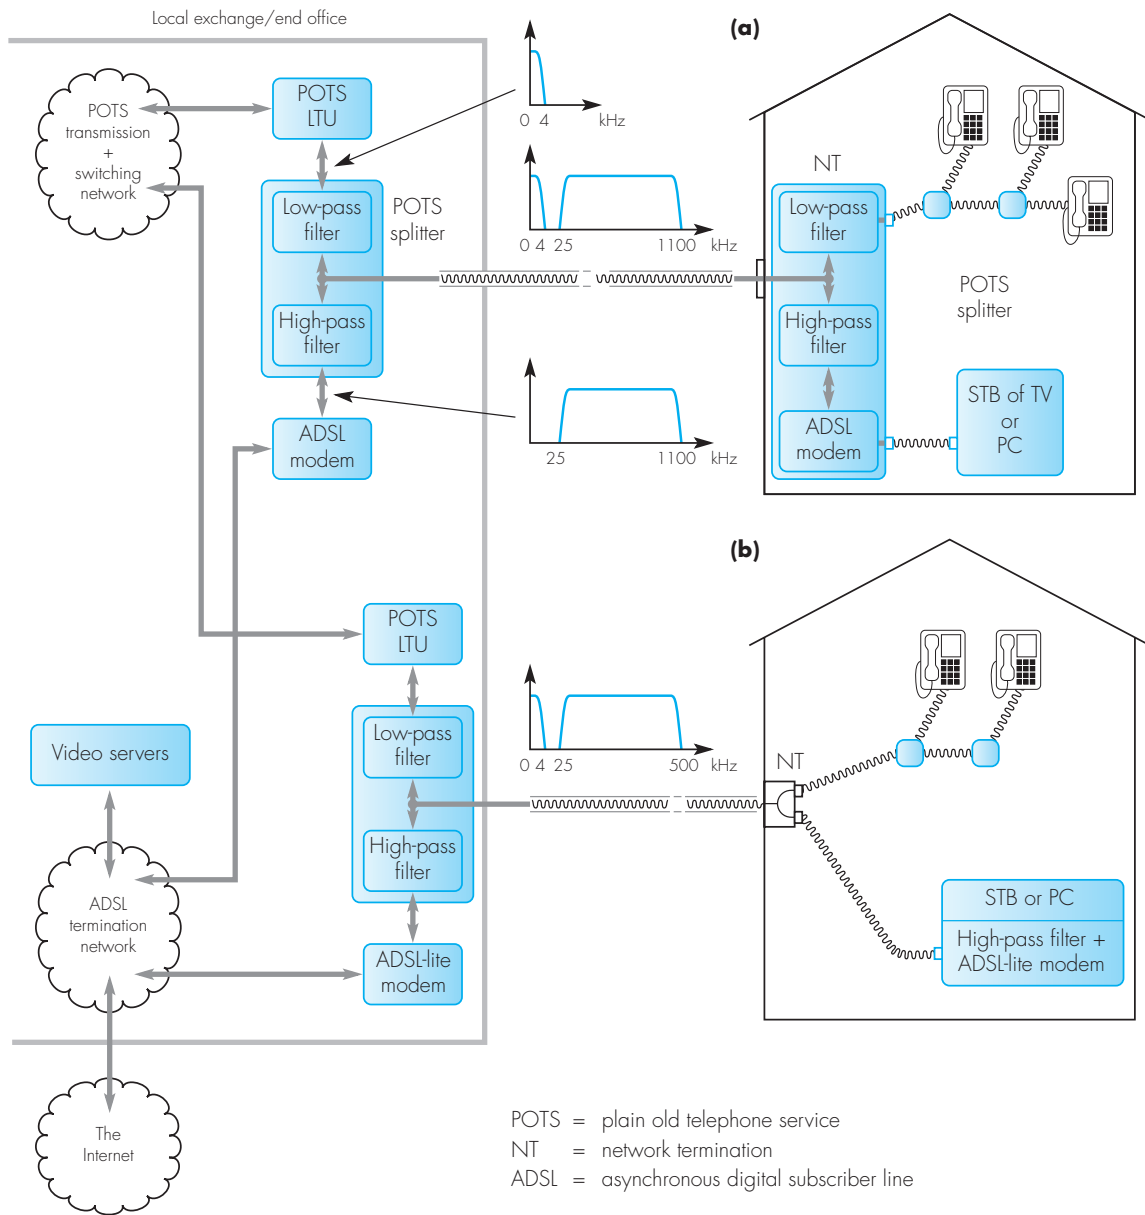 Local exchange/end office
(a)
POTS
transmission
+
switching
network
POTS
LTU
0 4 kHz
Low-pass
filter
POTS
splitter
High-pass
filter
0 4 25 1100 kHz
ADSL
modem
25 1100 kHz
NT
Low-pass
filter
High-pass
filter
ADSL
modem
POTS
splitter
STB of TV
or
PC
(b)
POTS
LTU
Low-pass
filter
High-pass
filter
ADSL-lite
modem
0 4 25 500 kHz
NT
STB or PC
High-pass filter +
ADSL-lite modem
Video servers
ADSL
termination
network
The
Internet
POTS = plain old telephone service
NT = network termination
ADSL = asynchronous digital subscriber line